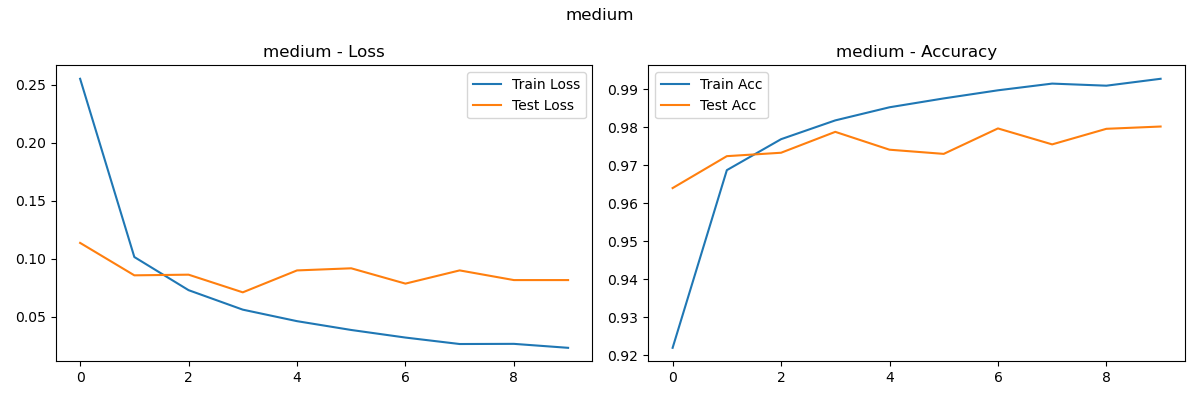 medium
medium - Loss
0.25
0.20
0.15
0.10
0.05
0 2 4 6 8
Train Loss
Test Loss
medium - Accuracy
0.99
0.98
0.97
0.96
0.95
0.94
0.93
0.92
0 2 4 6 8
Train Acc
Test Acc